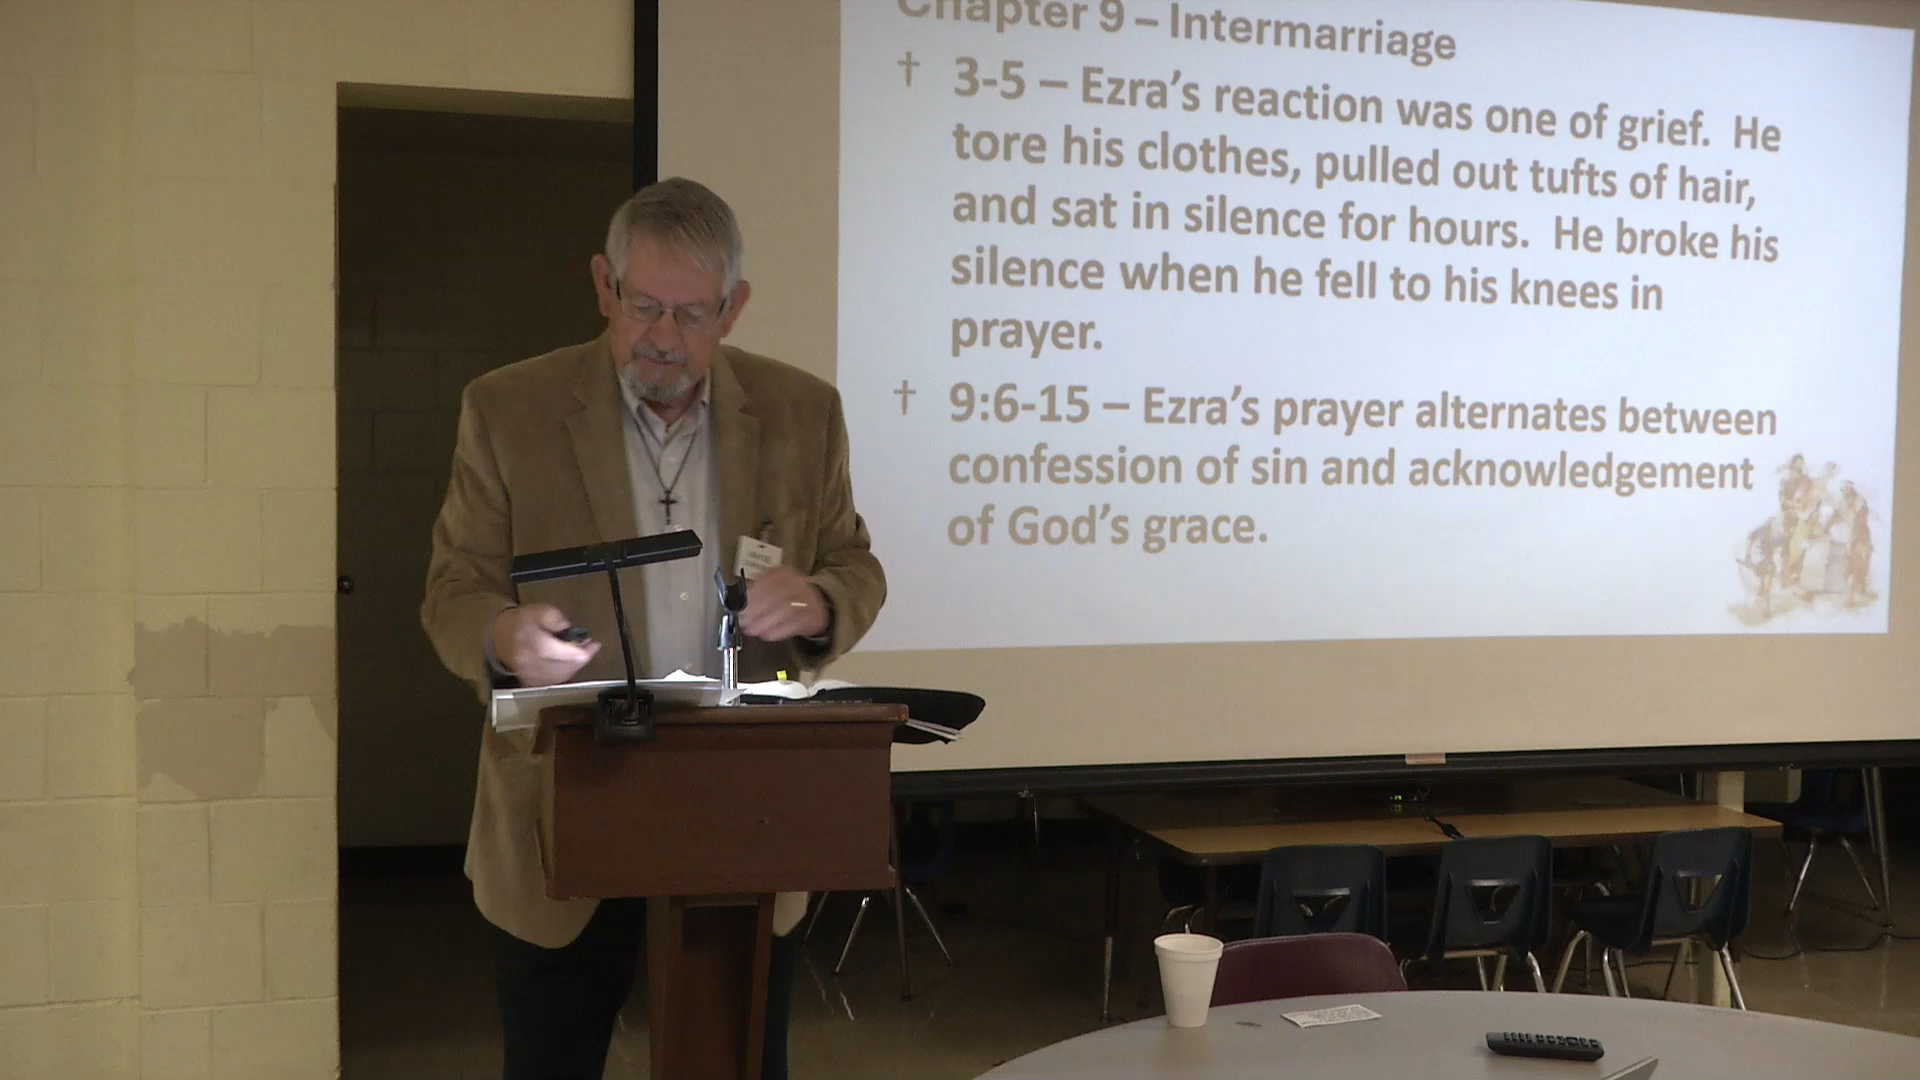 Chapter 9 – Intermarriage
† 3-5 – Ezra's reaction was one of grief. He
tore his clothes, pulled out tufts of hair,
and sat in silence for hours. He broke his
silence when he fell to his knees in
prayer.
† 9:6-15 – Ezra's prayer alternates between
confession of sin and acknowledgement
of God's grace.